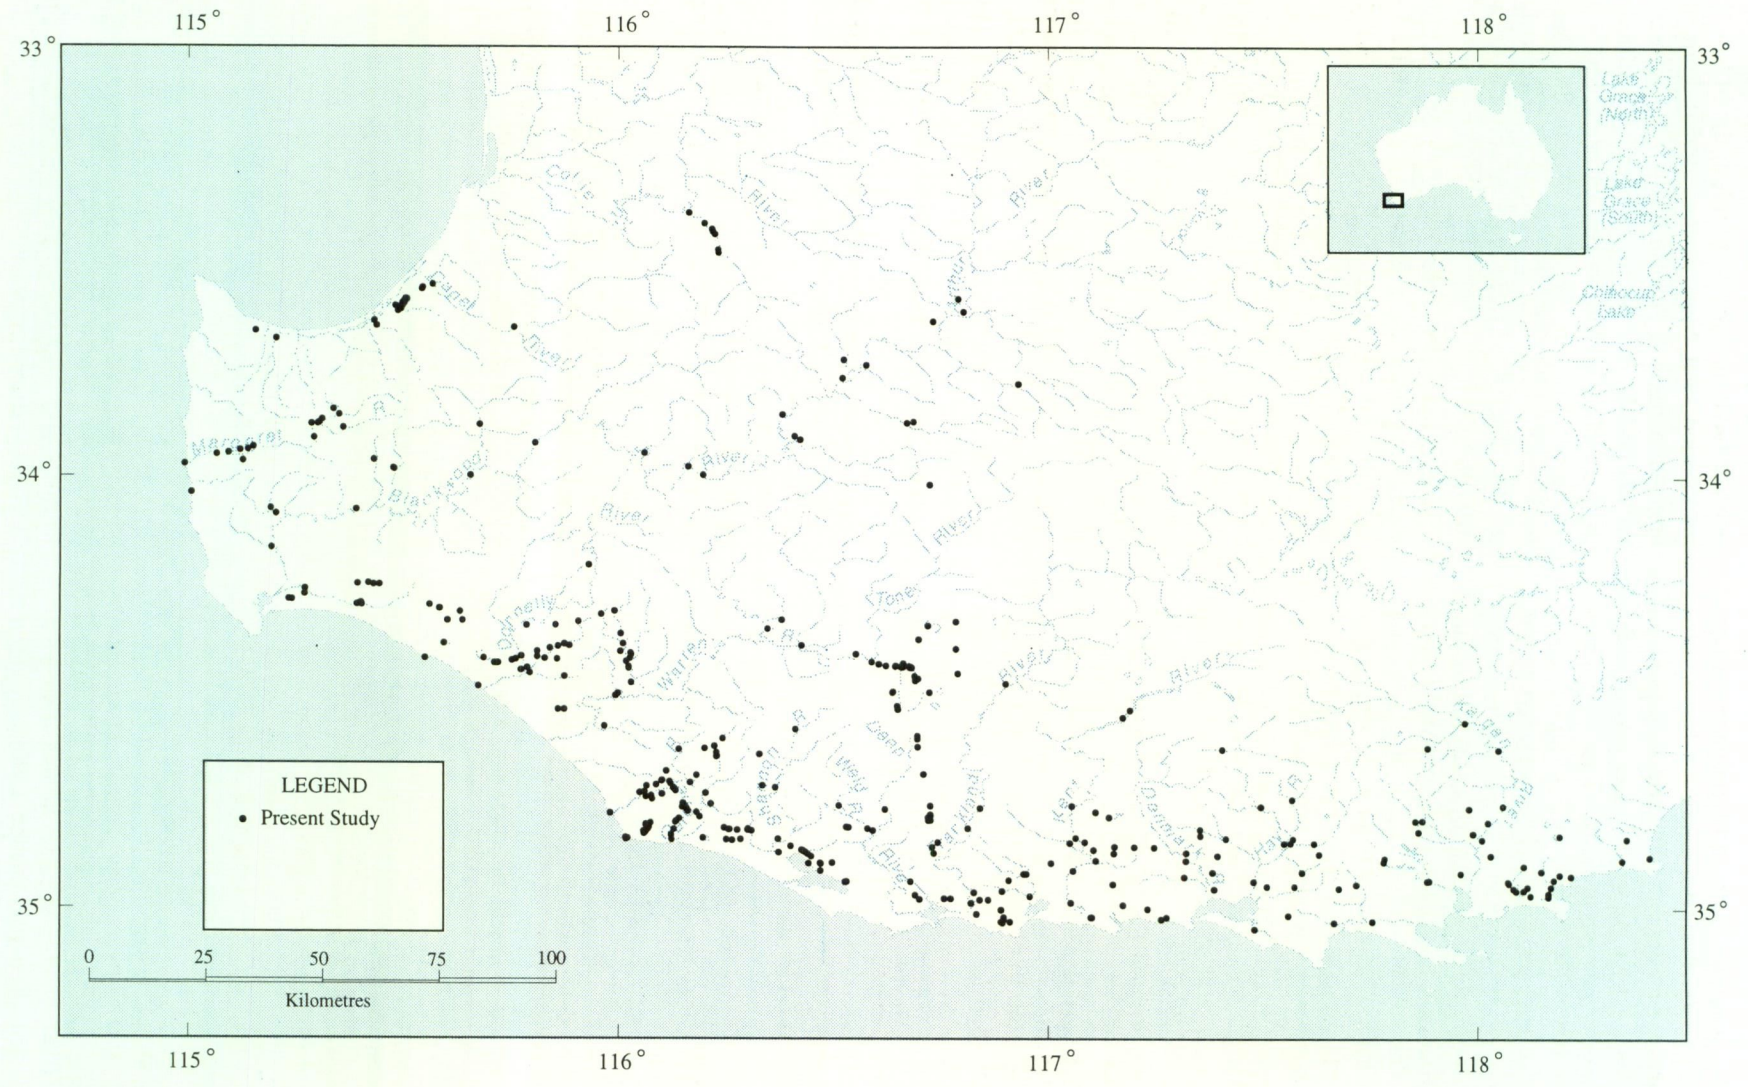 115° 116° 117° 118°
33° 33°
Lake
Grace
(North)
Lake
Grace
(South)
Collie
River
River
Arthur
Chinocup
Lake
Capel
River
R
Margaret
34° 34°
Blackwood
River
River
River
Donnelly
Tone
R
Warren
River
River
Kalgan
River
R
R
Shannon
Weld R
Deep
River
Frankland
Kent
Denmark
R
Hay
R
LEGEND
Present Study
35° 35°
0 25 50 75 100
Kilometres
115° 116° 117° 118°